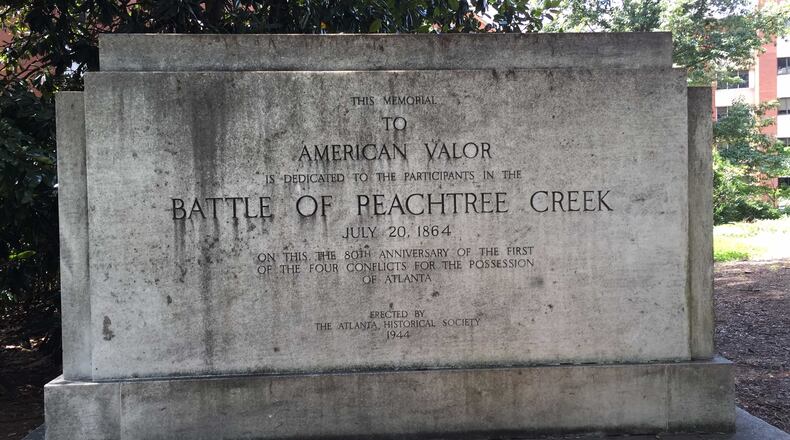 THIS MEMORIAL
TO
AMERICAN VALOR
IS DEDICATED TO THE PARTICIPANTS IN THE
BATTLE OF PEACHTREE CREEK
JULY 20, 1864
ON THIS THE 80TH ANNIVERSARY OF THE FIRST
OF THE FOUR CONFLICTS FOR THE POSSESSION
OF ATLANTA
ERECTED BY
THE ATLANTA HISTORICAL SOCIETY
1944